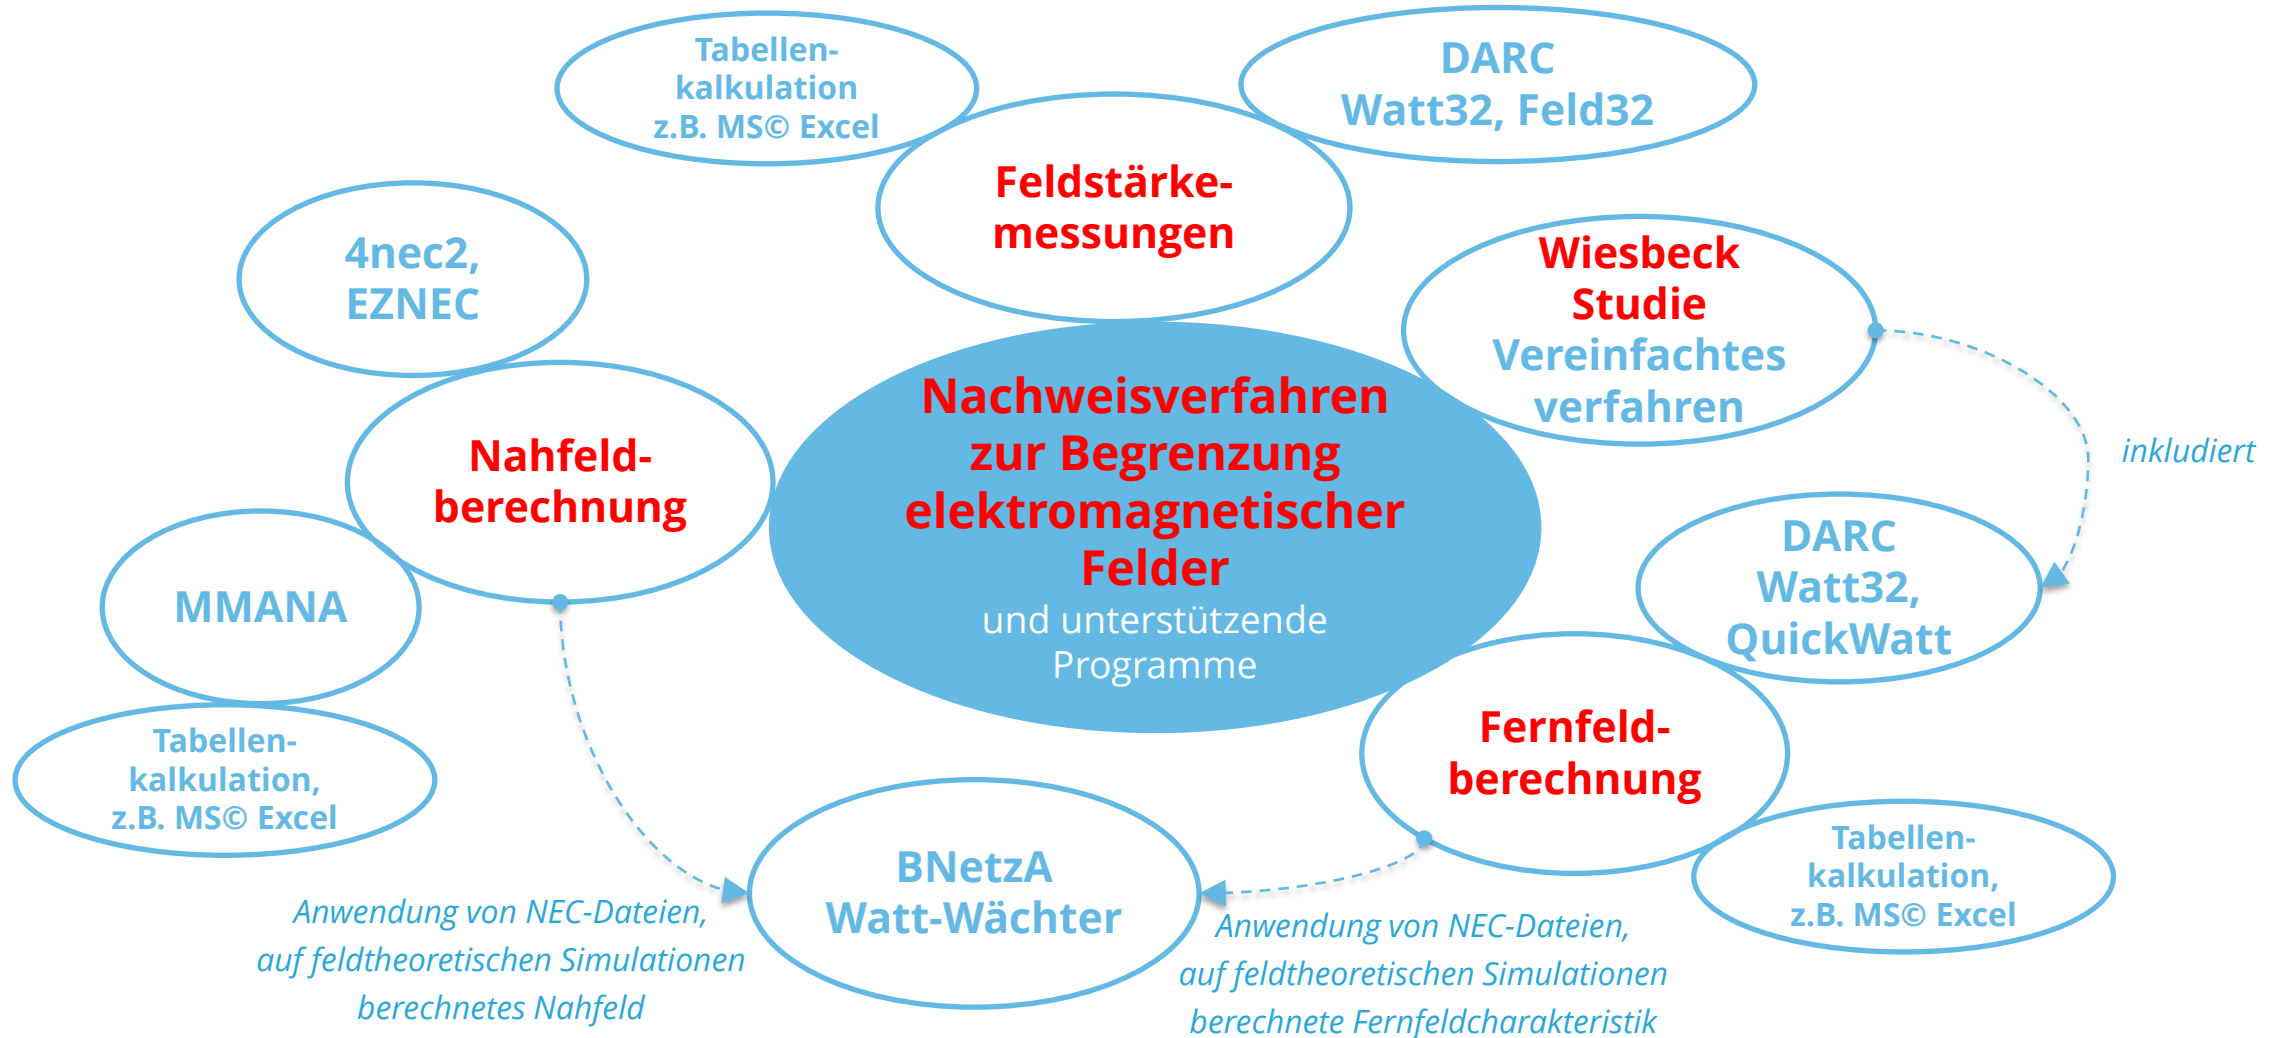 Tabellen-
kalkulation
z.B. MS© Excel
DARC
Watt32, Feld32
Feldstärke-
messungen
4nec2,
EZNEC
Wiesbeck
Studie
Vereinfachtes
verfahren
Nahfeld-
berechnung
Nachweisverfahren
zur Begrenzung
elektromagnetischer
Felder
und unterstützende
Programme
inkludiert
DARC
Watt32,
QuickWatt
MMANA
Tabellen-
kalkulation,
z.B. MS© Excel
Fernfeld-
berechnung
BNetzA
Watt-Wächter
Tabellen-
kalkulation,
z.B. MS© Excel
Anwendung von NEC-Dateien,
auf feldtheoretischen Simulationen
berechnetes Nahfeld
Anwendung von NEC-Dateien,
auf feldtheoretischen Simulationen
berechnete Fernfeldcharakteristik